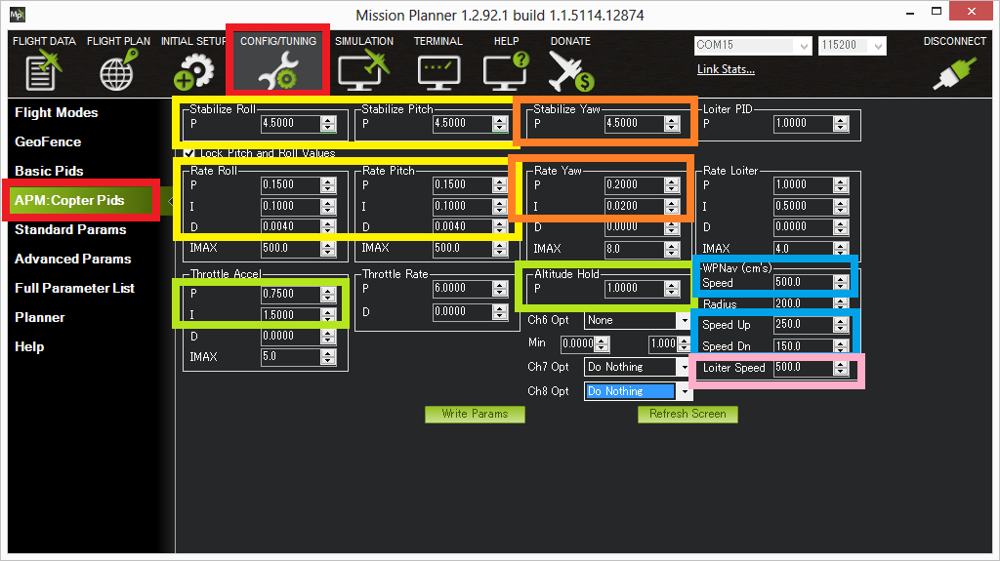 Mp
Mission Planner 1.2.92.1 build 1.1.5114.12874
FLIGHT DATA FLIGHT PLAN INITIAL SETUP CONFIG/TUNING SIMULATION TERMINAL HELP DONATE
COM15 115200 DISCONNECT
Link Stats...
Flight Modes
GeoFence
Basic Pids
APM:Copter Pids
Standard Params
Advanced Params
Full Parameter List
Planner
Help
Stabilize Roll Stabilize Pitch Stabilize Yaw Loiter PID
P 4.5000 P 4.5000 P 4.5000 P 1.0000
Lock Pitch and Roll Values
Rate Roll Rate Pitch Rate Yaw Rate Loiter
P 0.1500 P 0.1500 P 0.2000 P 1.0000
I 0.1000 I 0.1000 I 0.0200 I 0.5000
D 0.0040 D 0.0040 D 0.0000 D 0.0000
IMAX 500.0 IMAX 500.0 IMAX 8.0 IMAX 4.0
Throttle Accel Throttle Rate Altitude Hold WPNav (cm's)
P 0.7500 P 6.0000 P 1.0000 Speed 500.0
I 1.5000 D 0.0000 Radius 200.0
D 0.0000 Ch6 Opt None Speed Up 250.0
IMAX 5.0 Min 0.0000 1.000 Speed Dn 150.0
Ch7 Opt Do Nothing Loiter Speed 500.0
Ch8 Opt Do Nothing
Write Params Refresh Screen